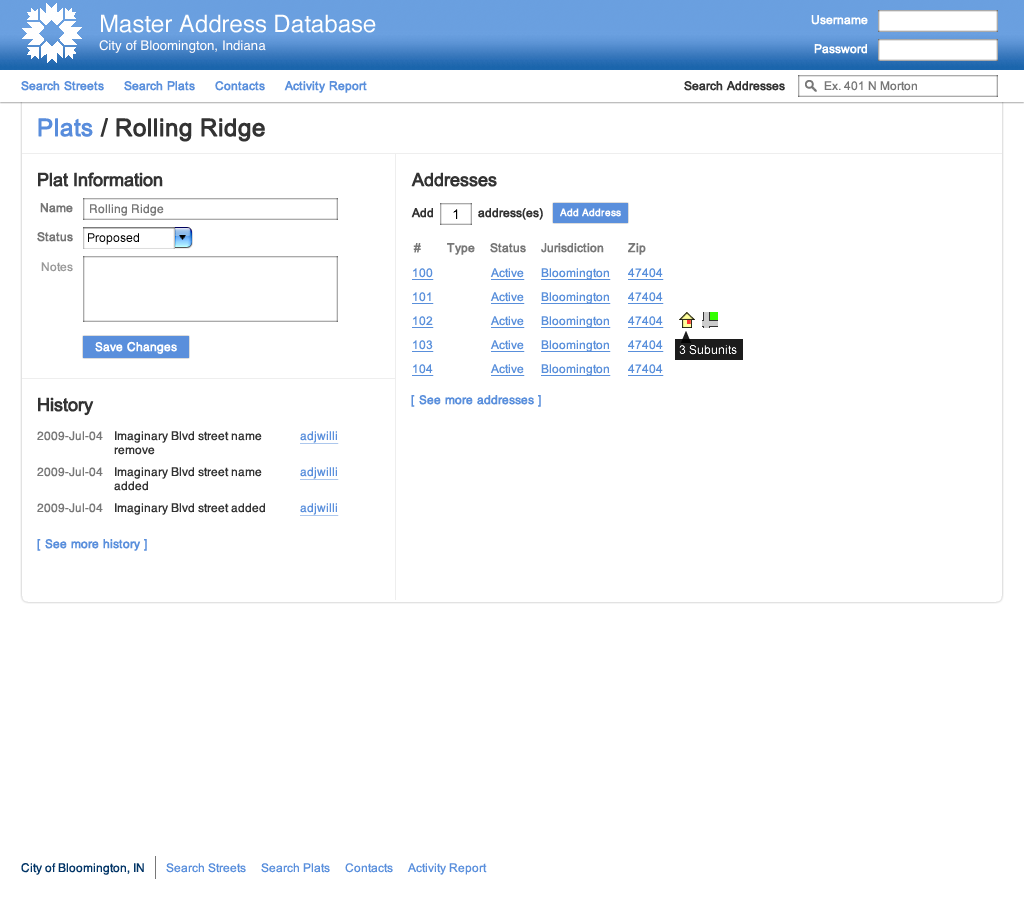 Master Address Database
City of Bloomington, Indiana
Username
Password
Search Streets Search Plats Contacts Activity Report Search Addresses Ex. 401 N Morton
Plats / Rolling Ridge
Plat Information
Name Rolling Ridge
Status Proposed
Notes
Save Changes
History
2009-Jul-04 Imaginary Blvd street name adjwilli
remove
2009-Jul-04 Imaginary Blvd street name adjwilli
added
2009-Jul-04 Imaginary Blvd street added adjwilli
[ See more history ]
Addresses
Add 1 address(es) Add Address
# Type Status Jurisdiction Zip
100 Active Bloomington 47404
101 Active Bloomington 47404
102 Active Bloomington 47404
103 Active Bloomington 47404
3 Subunits
104 Active Bloomington 47404
[ See more addresses ]
City of Bloomington, IN Search Streets Search Plats Contacts Activity Report